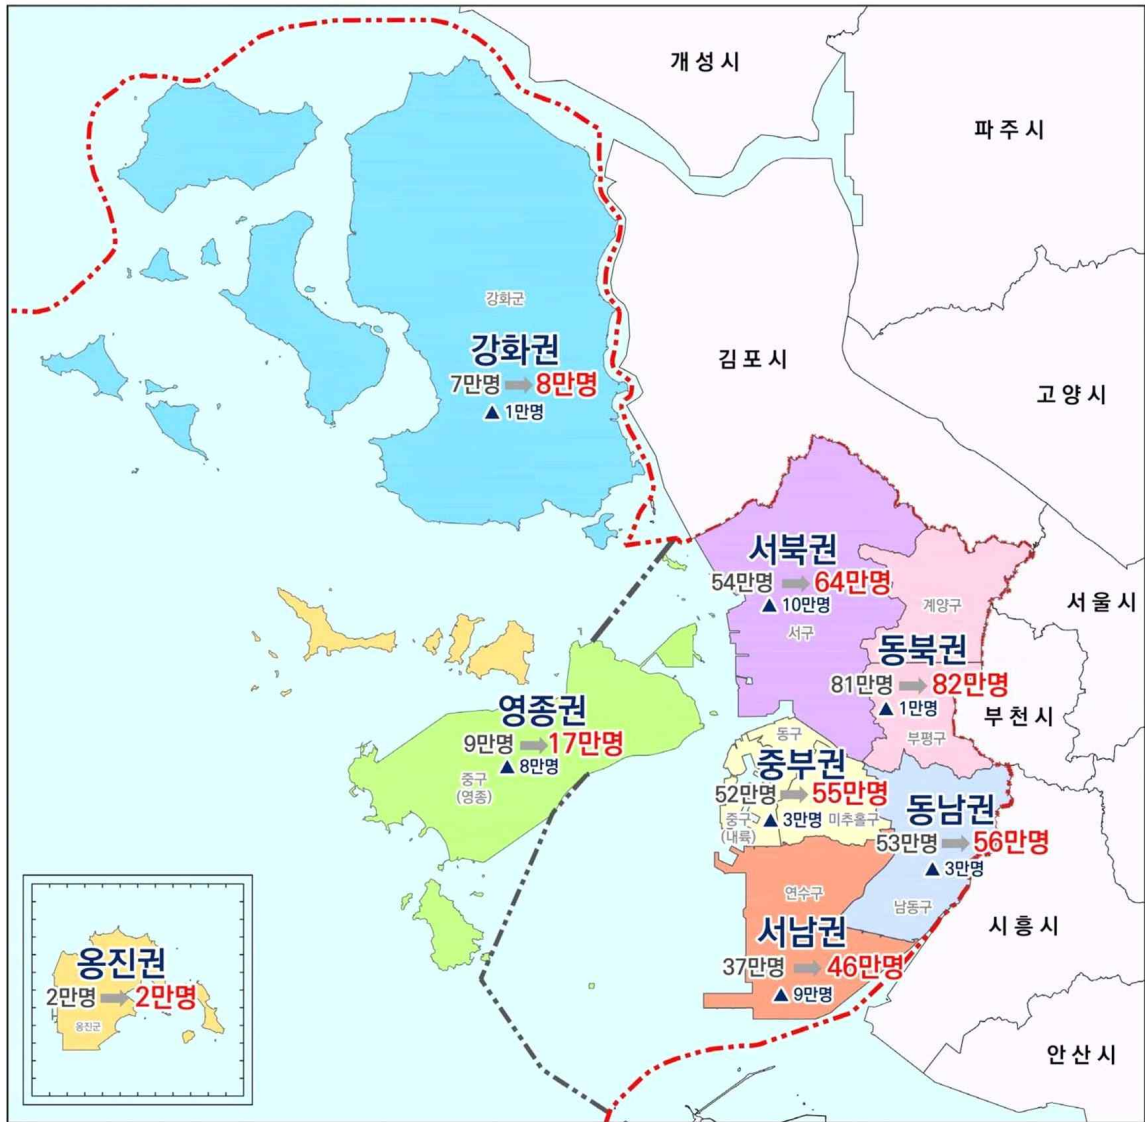 개성시
파주시
강화군
강화권
7만명 → 8만명
▲ 1만명
김포시
고양시
서북권
54만명 → 64만명
▲ 10만명
서구
계양구
서울시
동북권
81만명 → 82만명
▲ 1만명
부평구
부천시
영종권
9만명 → 17만명
▲ 8만명
중구
(영종)
동구
중부권
52만명 → 55만명
▲ 3만명
중구
(내륙)
미추홀구
동남권
53만명 → 56만명
▲ 3만명
남동구
연수구
서남권
37만명 → 46만명
▲ 9만명
시흥시
안산시
옹진권
2만명 → 2만명
옹진군